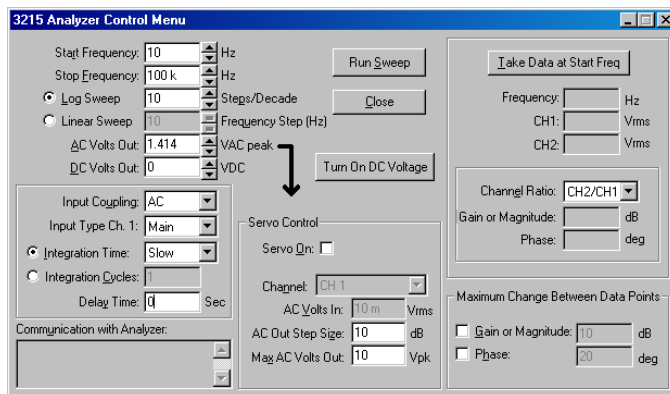 3215 Analyzer Control Menu
Start Frequency: 10 Hz
Stop Frequency: 100 k Hz
Log Sweep 10 Steps/Decade
Linear Sweep 10 Frequency Step (Hz)
AC Volts Out: 1.414 VAC peak
DC Volts Out: 0 VDC
Run Sweep
Close
Turn On DC Voltage
Input Coupling: AC
Input Type Ch. 1: Main
Integration Time: Slow
Integration Cycles: 1
Delay Time: 0 Sec
Communication with Analyzer:
Servo Control
Servo On:
Channel: CH 1
AC Volts In: 10 m Vrms
AC Out Step Size: 10 dB
Max AC Volts Out: 10 Vpk
Take Data at Start Freq
Frequency: Hz
CH1: Vrms
CH2: Vrms
Channel Ratio: CH2/CH1
Gain or Magnitude: dB
Phase: deg
Maximum Change Between Data Points
Gain or Magnitude: 10 dB
Phase: 20 deg